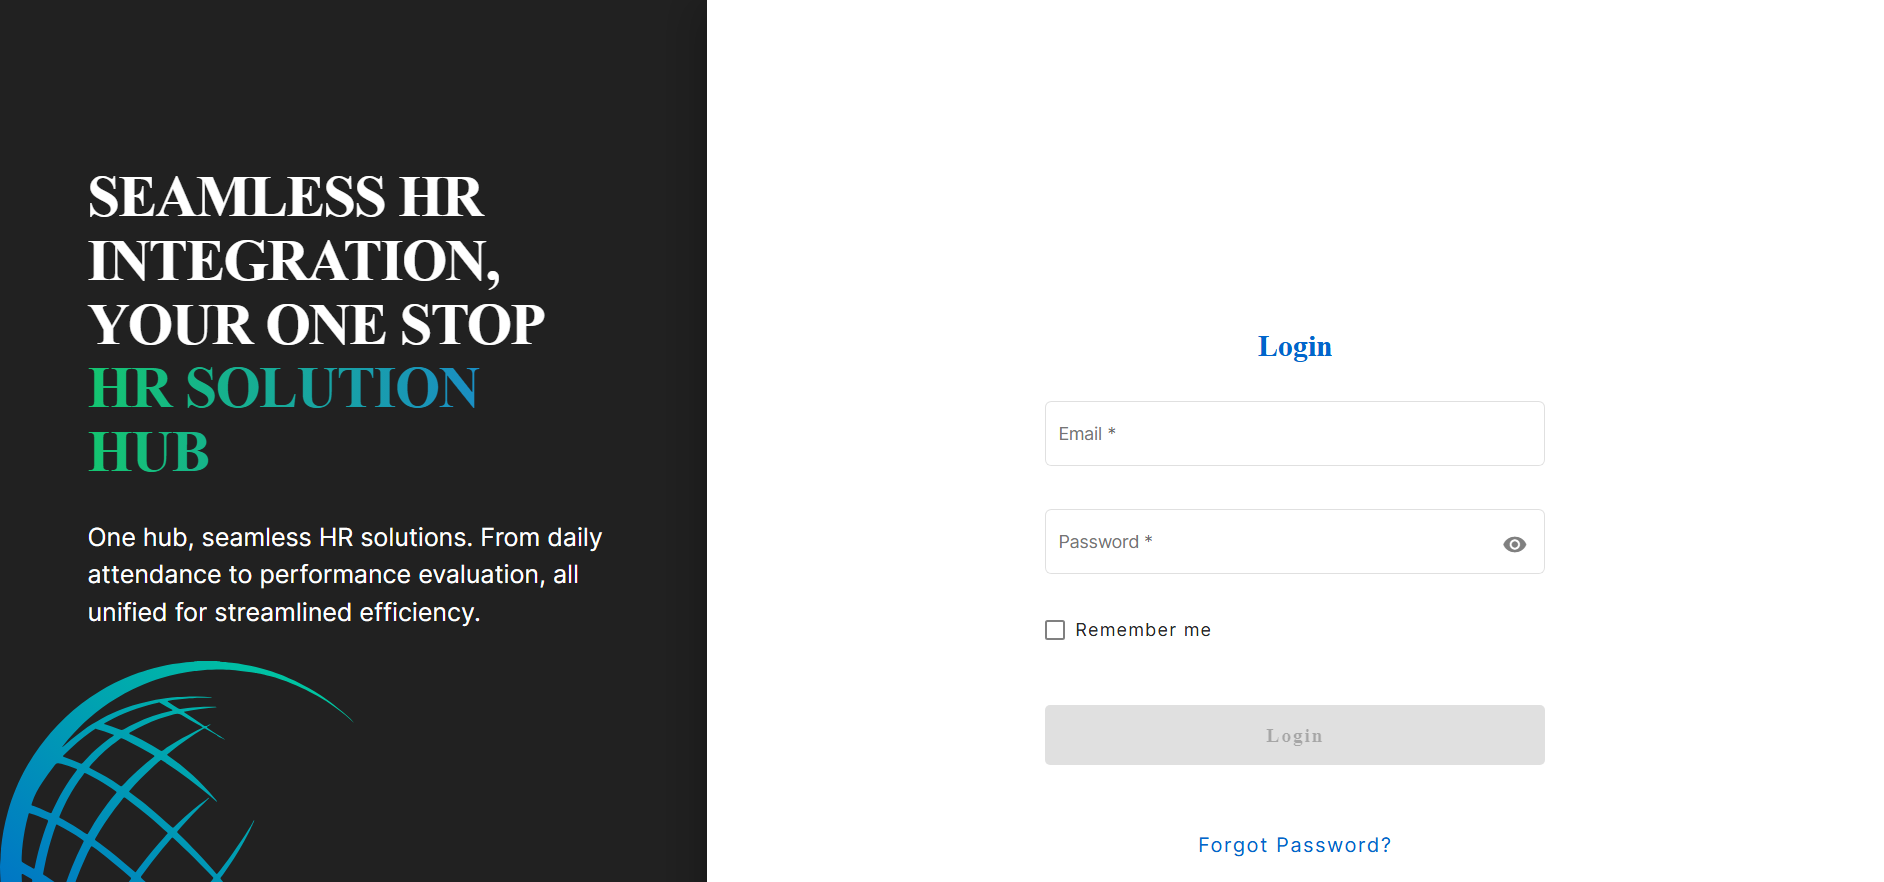 SEAMLESS HR
INTEGRATION,
YOUR ONE STOP
HR SOLUTION
HUB
One hub, seamless HR solutions. From daily
attendance to performance evaluation, all
unified for streamlined efficiency.
Login
Email *
Password *
Remember me
Login
Forgot Password?